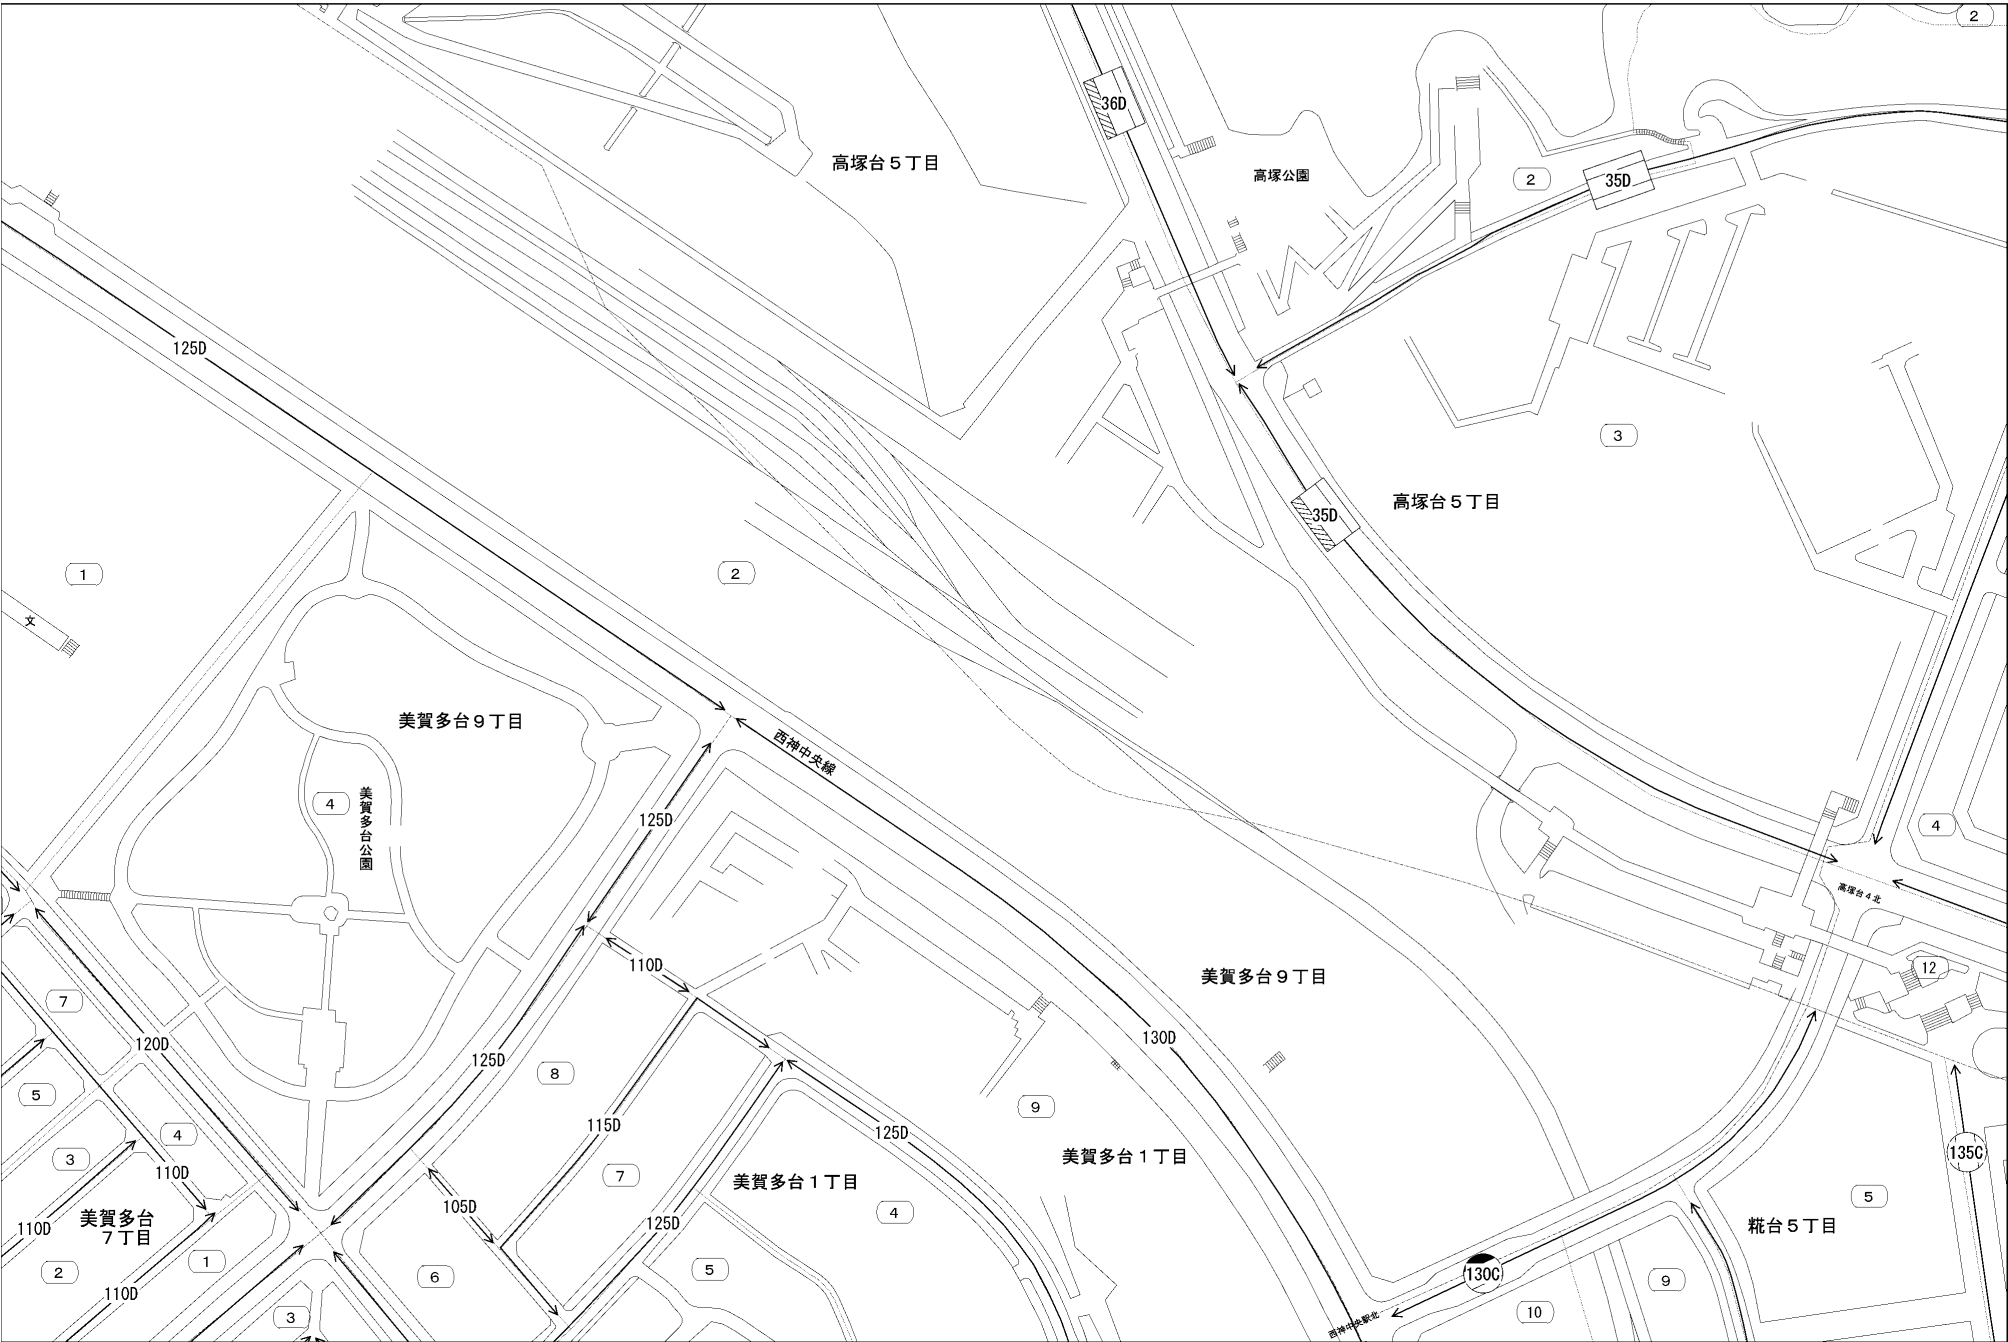 2
36D
高塚台５丁目
高塚公園
2
35D
125D
3
高塚台５丁目
35D
1
2
文
美賀多台９丁目
西神中央線
4
美賀多台公園
125D
4
高塚台４北
110D
美賀多台９丁目
12
7
120D
125D
8
130D
5
9
115D
125D
4
3
110D
美賀多台１丁目
135C
7
美賀多台１丁目
5
105D
4
110D
美賀多台
７丁目
125D
糀台５丁目
1
2
6
5
130C
9
110D
3
10
西神中央駅北